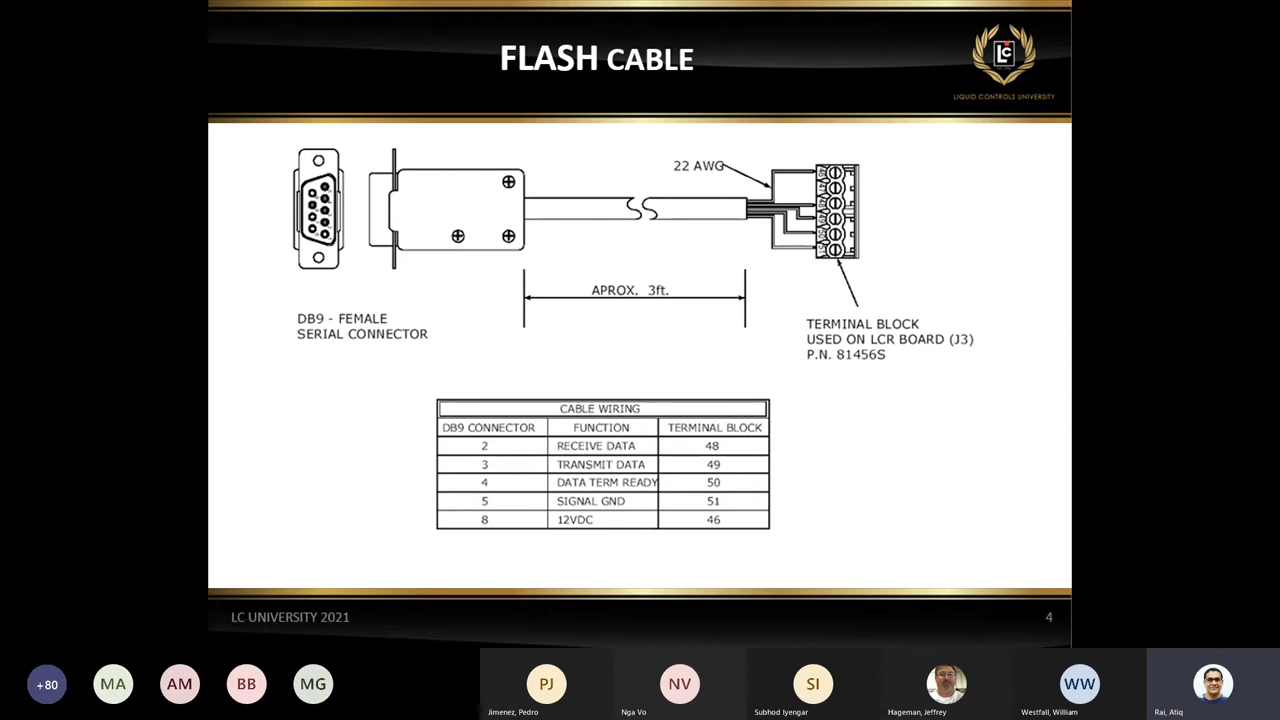 FLASH CABLE
LC
LIQUID CONTROLS UNIVERSITY
22 AWG
APROX. 3ft.
DB9 - FEMALE
SERIAL CONNECTOR
TERMINAL BLOCK
USED ON LCR BOARD (J3)
P.N. 81456S
CABLE WIRING
DB9 CONNECTOR FUNCTION TERMINAL BLOCK
2 RECEIVE DATA 48
3 TRANSMIT DATA 49
4 DATA TERM READY 50
5 SIGNAL GND 51
8 12VDC 46
LC UNIVERSITY 2021
4
+80 MA AM BB MG PJ NV SI WW
Jimenez, Pedro Nga Vo Subhod Iyengar Hageman, Jeffrey Westfall, William Rai, Atiq